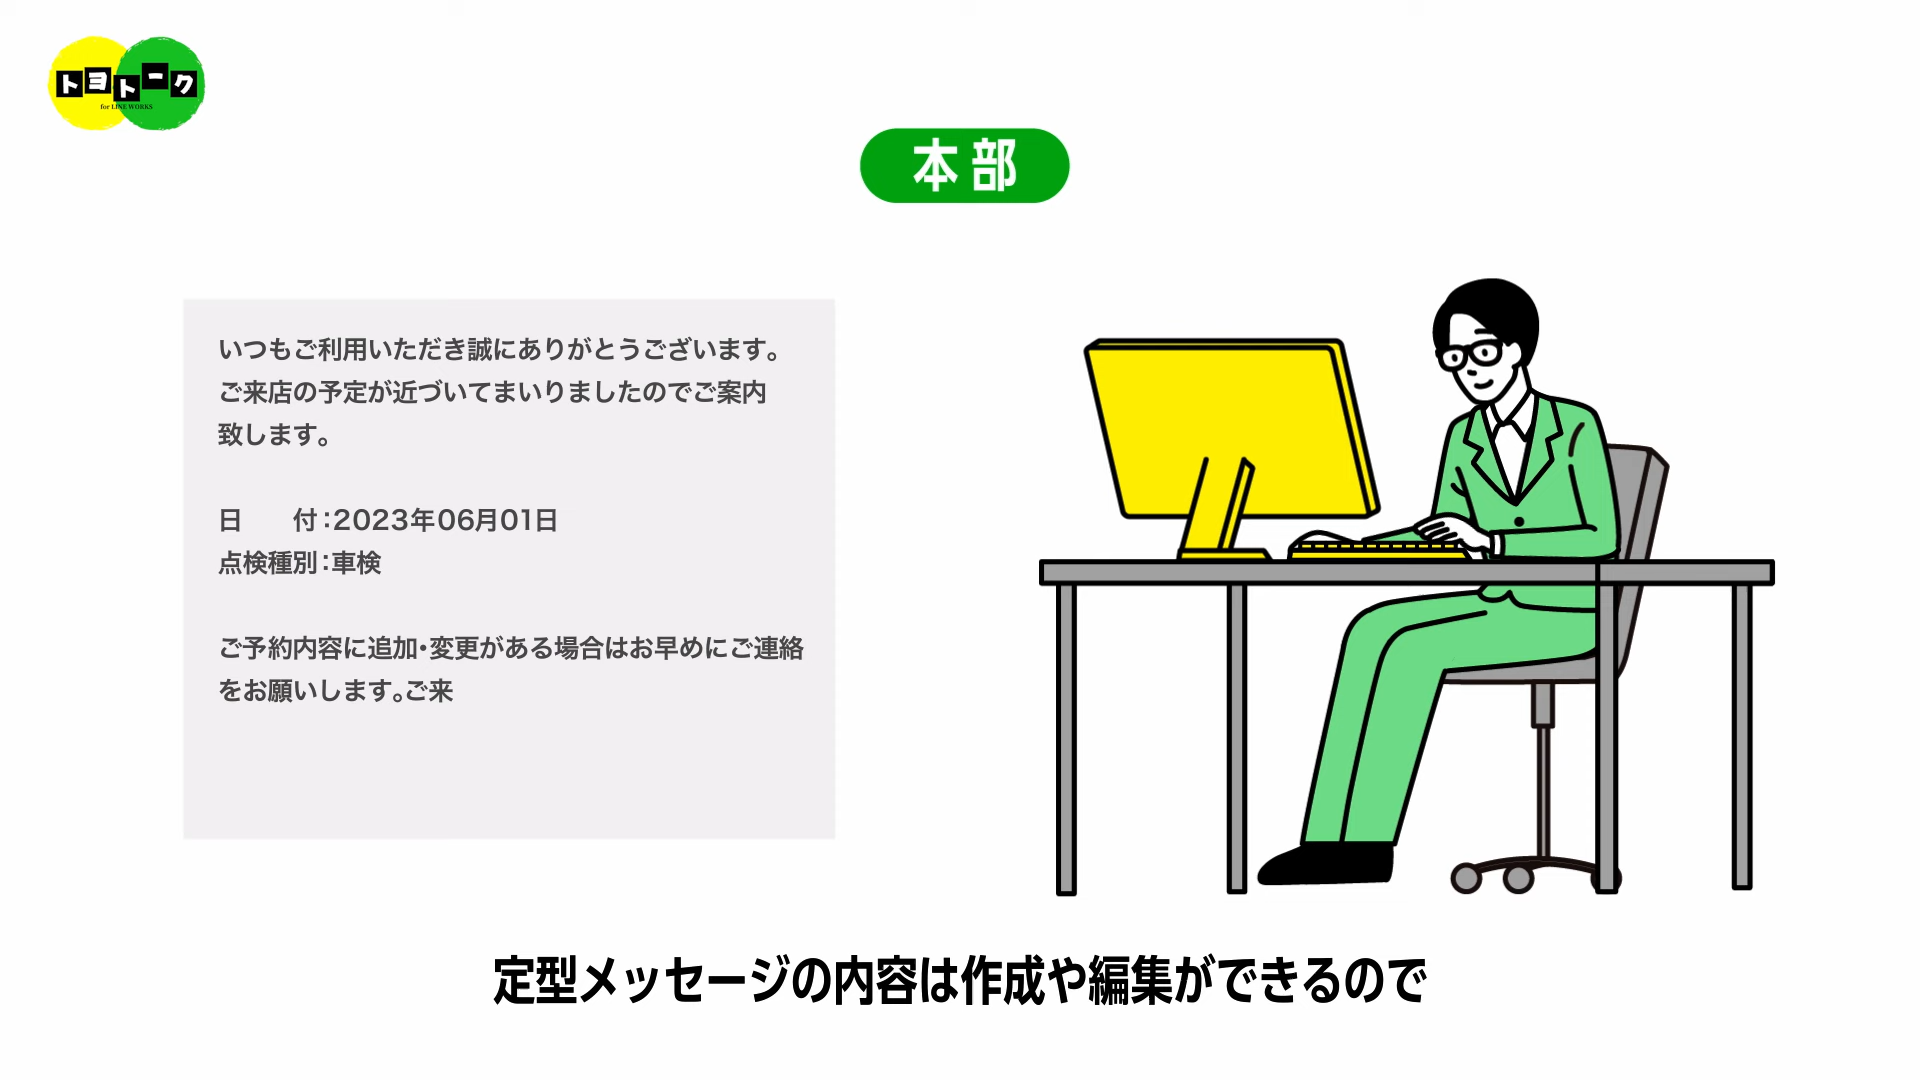 トヨトーク
for LINE WORKS
本部
いつもご利用いただき誠にありがとうございます。
ご来店の予定が近づいてまいりましたのでご案内
致します。
日　　付：2023年06月01日
点検種別：車検
ご予約内容に追加・変更がある場合はお早めにご連絡
をお願いします。ご来
定型メッセージの内容は作成や編集ができるので